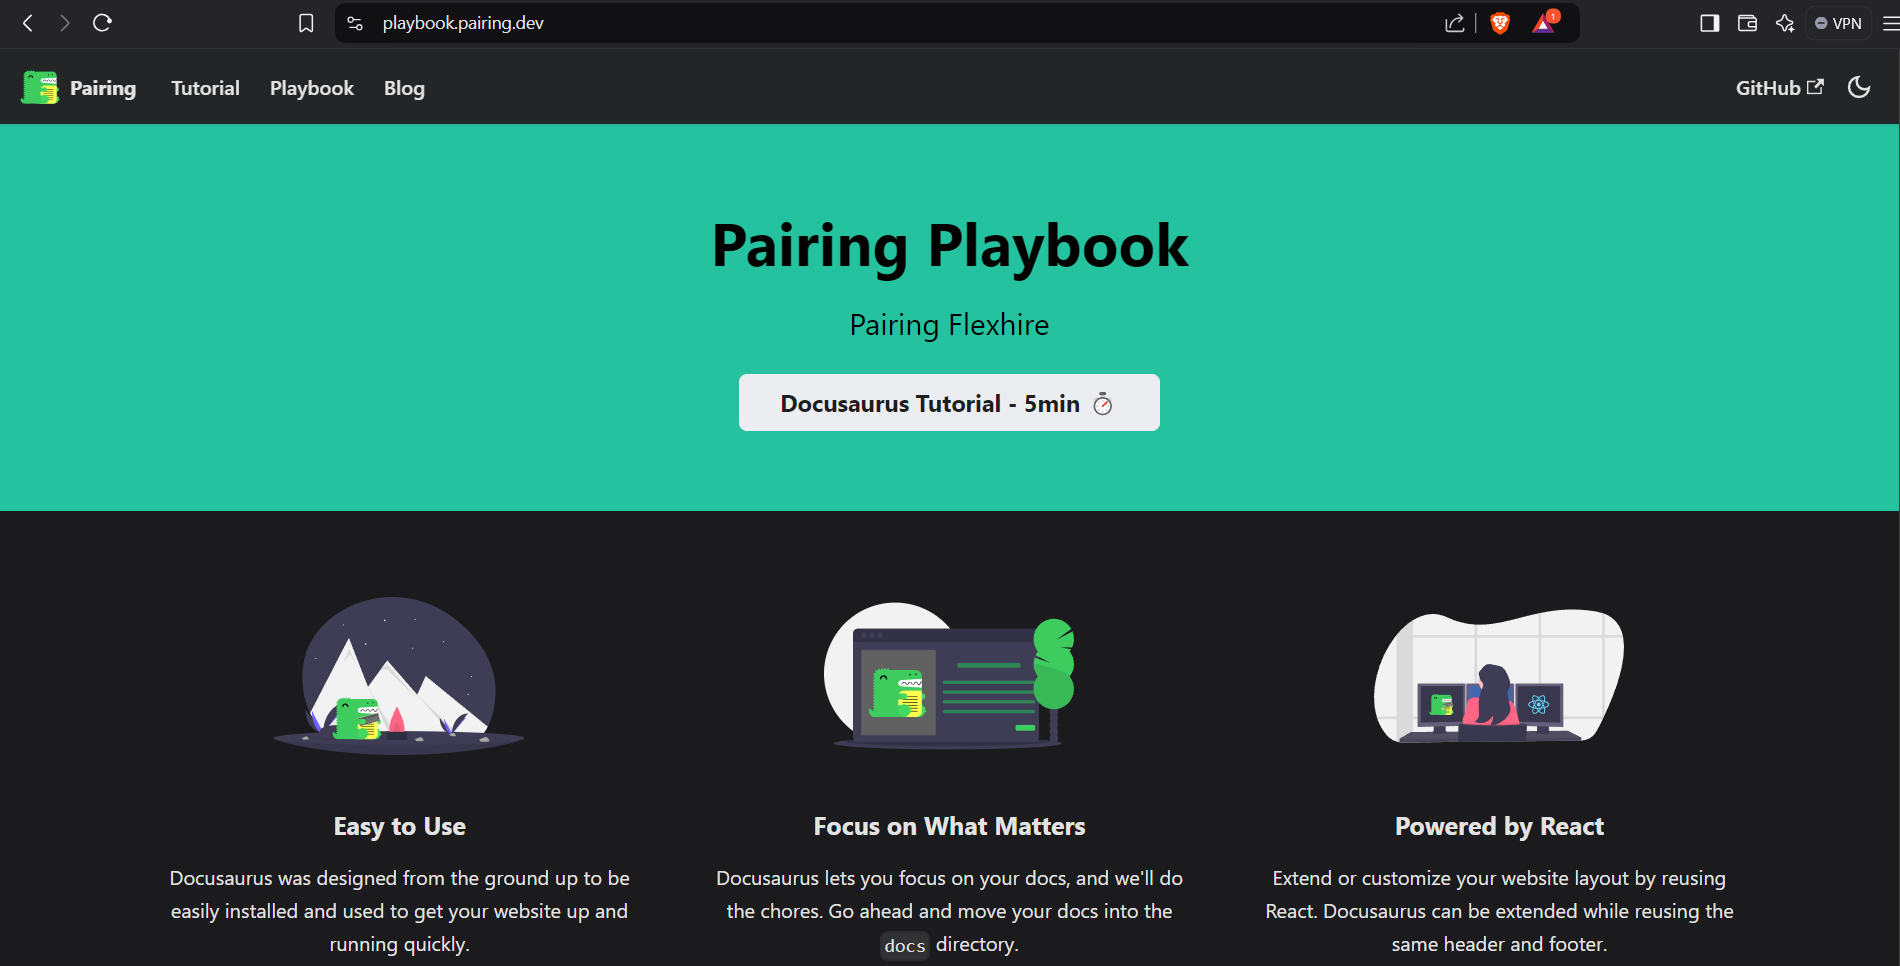 playbook.pairing.dev
1
VPN
Pairing
Tutorial
Playbook
Blog
GitHub
Pairing Playbook
Pairing Flexhire
Docusaurus Tutorial - 5min ⏱️
Easy to Use
Docusaurus was designed from the ground up to be
easily installed and used to get your website up and
running quickly.
Focus on What Matters
Docusaurus lets you focus on your docs, and we'll do
the chores. Go ahead and move your docs into the
docs directory.
Powered by React
Extend or customize your website layout by reusing
React. Docusaurus can be extended while reusing the
same header and footer.